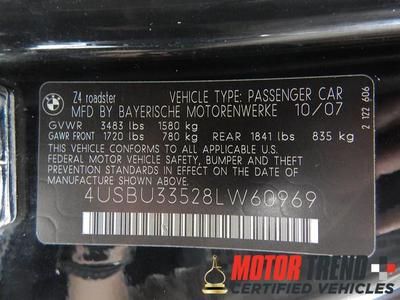 Z4 roadster VEHICLE TYPE: PASSENGER CAR
MFD BY BAYERISCHE MOTORENWERKE 10/07
GVWR 3483 lbs 1580 kg
GAWR FRONT 1720 lbs 780 kg REAR 1841 lbs 835 kg
THIS VEHICLE CONFORMS TO ALL APPLICABLE U.S.
FEDERAL MOTOR VEHICLE SAFETY, BUMPER AND THEFT
PREVENTION STANDARDS IN EFFECT ON THE DATE
OF MANUFACTURE SHOWN ABOVE.
4USBU33528LW60969
2 122 606
MOTOR TREND
CERTIFIED VEHICLES